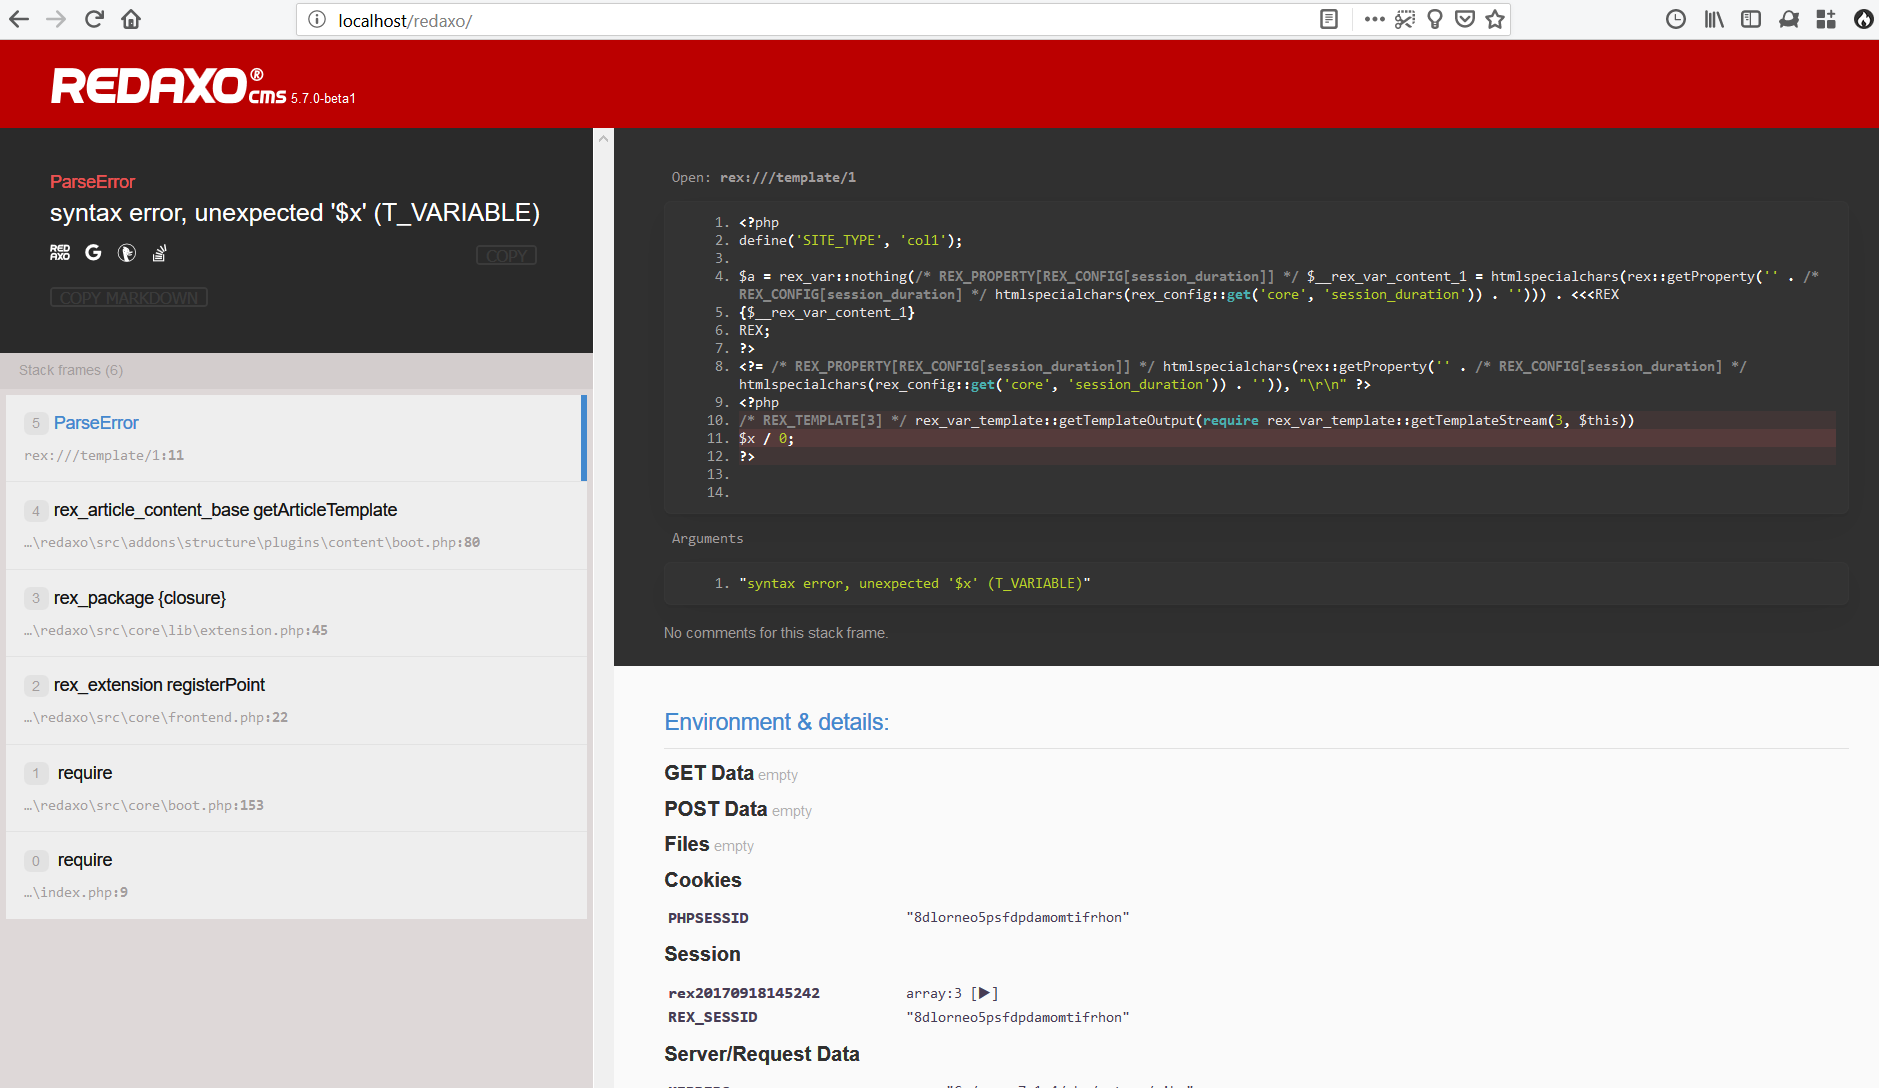 localhost/redaxo/
REDAXO® cms 5.7.0-beta1
ParseError
syntax error, unexpected '$x' (T_VARIABLE)
RED
AXO
COPY
COPY MARKDOWN
Stack frames (6)
5 ParseError
rex:///template/1:11
4 rex_article_content_base getArticleTemplate
…\redaxo\src\addons\structure\plugins\content\boot.php:80
3 rex_package {closure}
…\redaxo\src\core\lib\extension.php:45
2 rex_extension registerPoint
…\redaxo\src\core\frontend.php:22
1 require
…\redaxo\src\core\boot.php:153
0 require
…\index.php:9
Open: rex:///template/1
1. <?php
2. define('SITE_TYPE', 'col1');
3.
4. $a = rex_var::nothing(/* REX_PROPERTY[REX_CONFIG[session_duration]] */ $__rex_var_content_1 = htmlspecialchars(rex::getProperty('' . /*
REX_CONFIG[session_duration] */ htmlspecialchars(rex_config::get('core', 'session_duration')) . ''))) . <<<REX
5. {$__rex_var_content_1}
6. REX;
7. ?>
8. <?= /* REX_PROPERTY[REX_CONFIG[session_duration]] */ htmlspecialchars(rex::getProperty('' . /* REX_CONFIG[session_duration] */
htmlspecialchars(rex_config::get('core', 'session_duration')) . '')), "\r\n" ?>
9. <?php
10. /* REX_TEMPLATE[3] */ rex_var_template::getTemplateOutput(require rex_var_template::getTemplateStream(3, $this))
11. $x / 0;
12. ?>
13.
14.
Arguments
1. "syntax error, unexpected '$x' (T_VARIABLE)"
No comments for this stack frame.
Environment & details:
GET Data empty
POST Data empty
Files empty
Cookies
PHPSESSID "8dlorneo5psfdpdamomtifrhon"
Session
rex20170918145242 array:3 [▶]
REX_SESSID "8dlorneo5psfdpdamomtifrhon"
Server/Request Data